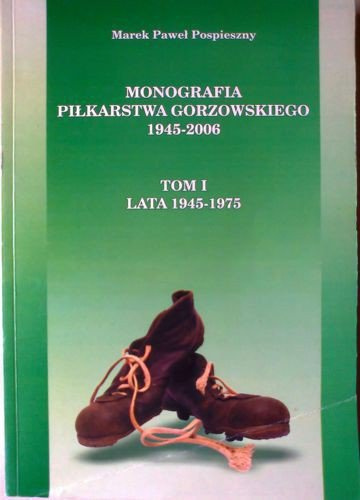 Marek Paweł Pospieszny
MONOGRAFIA
PIŁKARSTWA GORZOWSKIEGO
1945-2006
TOM I
LATA 1945-1975